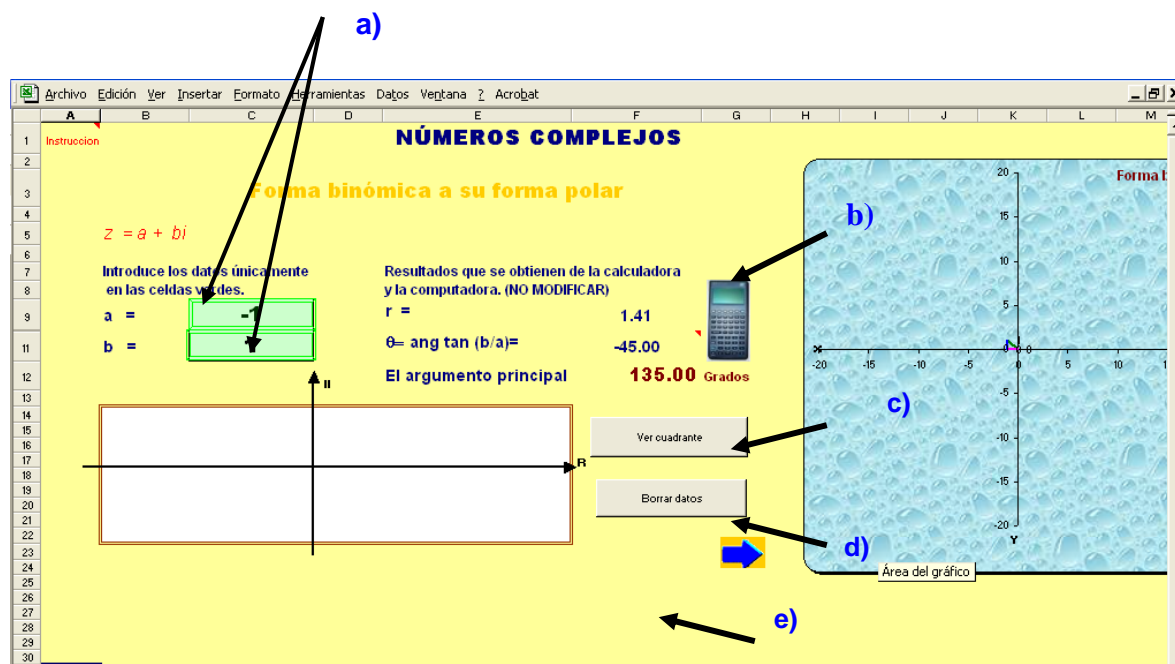 a)
Archivo Edición Ver Insertar Formato Herramientas Datos Ventana ? Acrobat
A B C D E F G H I J K L M
1 Instruccion NÚMEROS COMPLEJOS
2
3 Forma binómica a su forma polar
4
5 z = a + bi
6
7 Introduce los datos únicamente Resultados que se obtienen de la calculadora
8 en las celdas verdes. y la computadora. (NO MODIFICAR)
9 a = -1 r = 1.41
11 b = θ= ang tan (b/a)= -45.00
12 El argumento principal 135.00 Grados
13
14
15
16
17
18
19
20
21
22
23
24
25
26
27
28
29
30
II
R
Ver cuadrante
Borrar datos
b)
c)
d)
e)
Forma
20
15
10
5
0
-5
-10
-15
-20
X -20 -15 -10 -5 0 5 10
Y
Área del gráfico